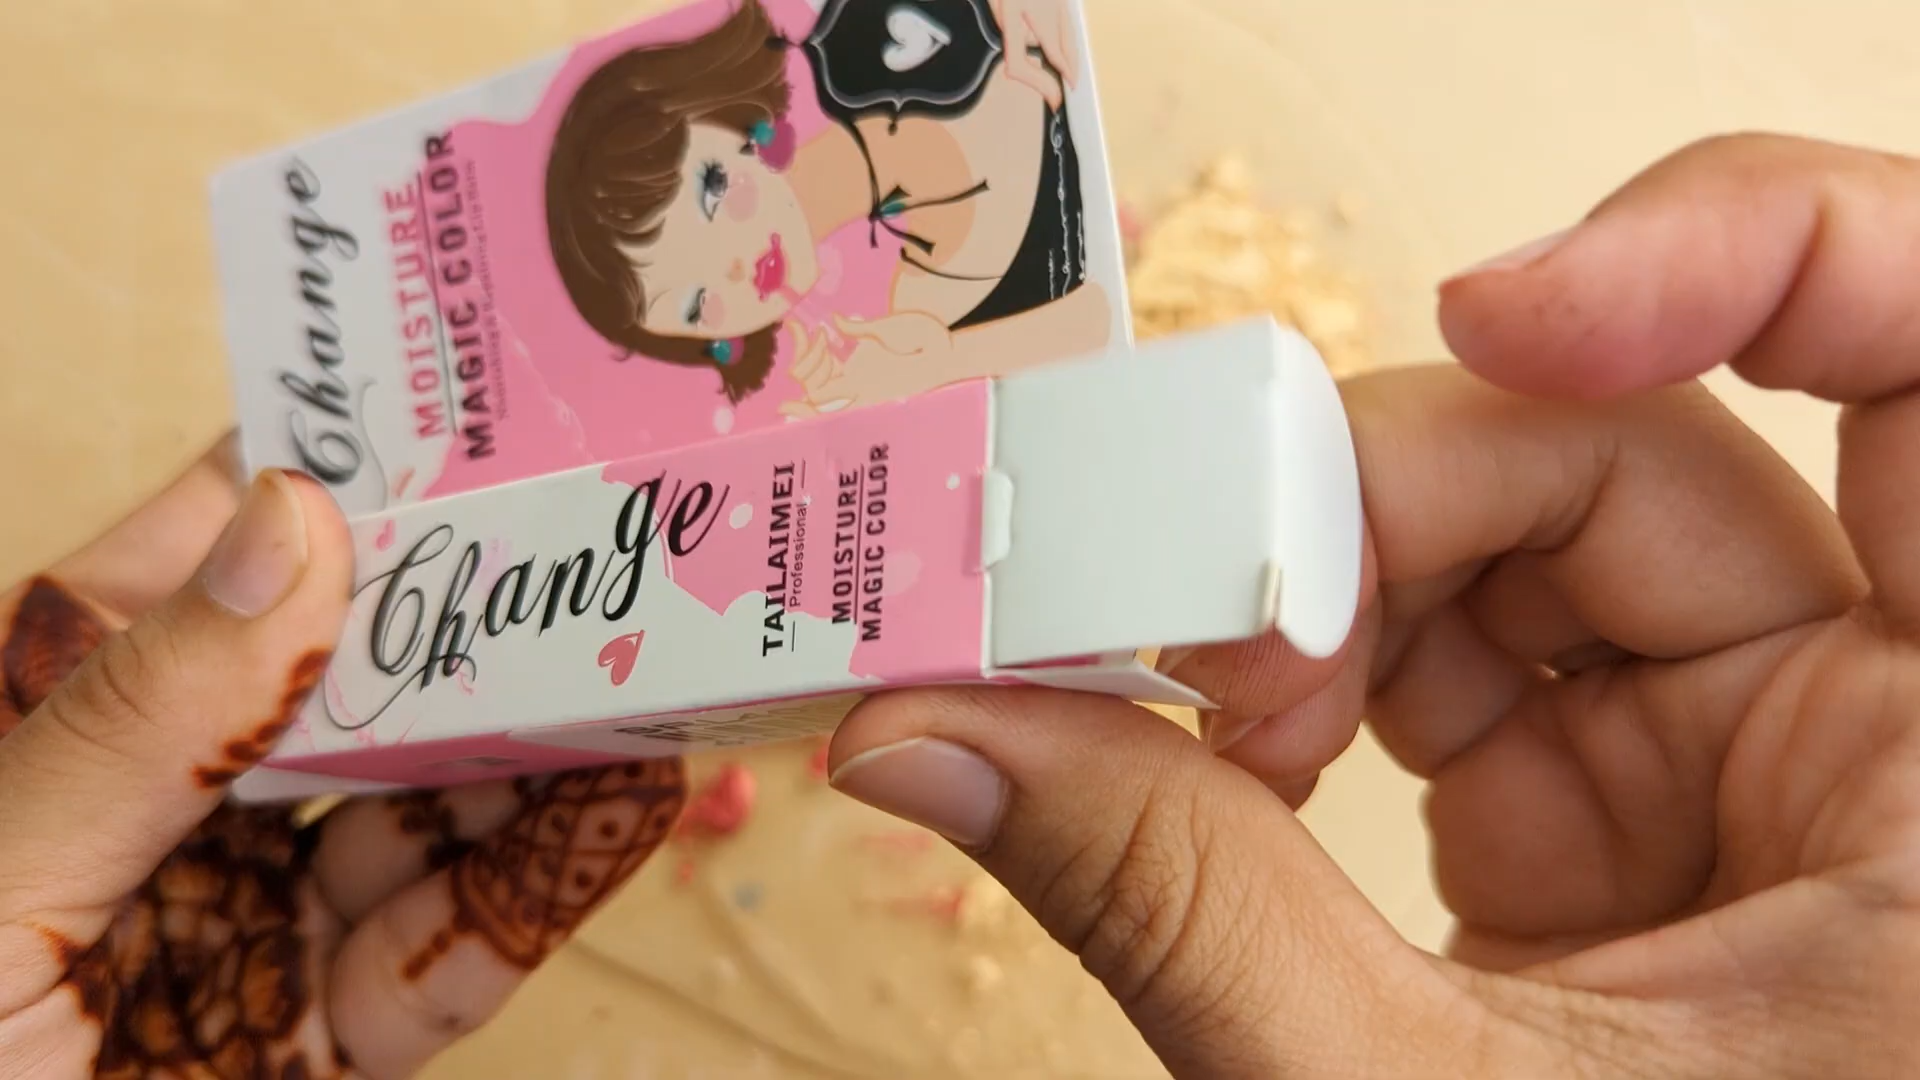 Change
MOISTURE
MAGIC COLOR
Change
TAILAIMEI
Professional
MOISTURE
MAGIC COLOR